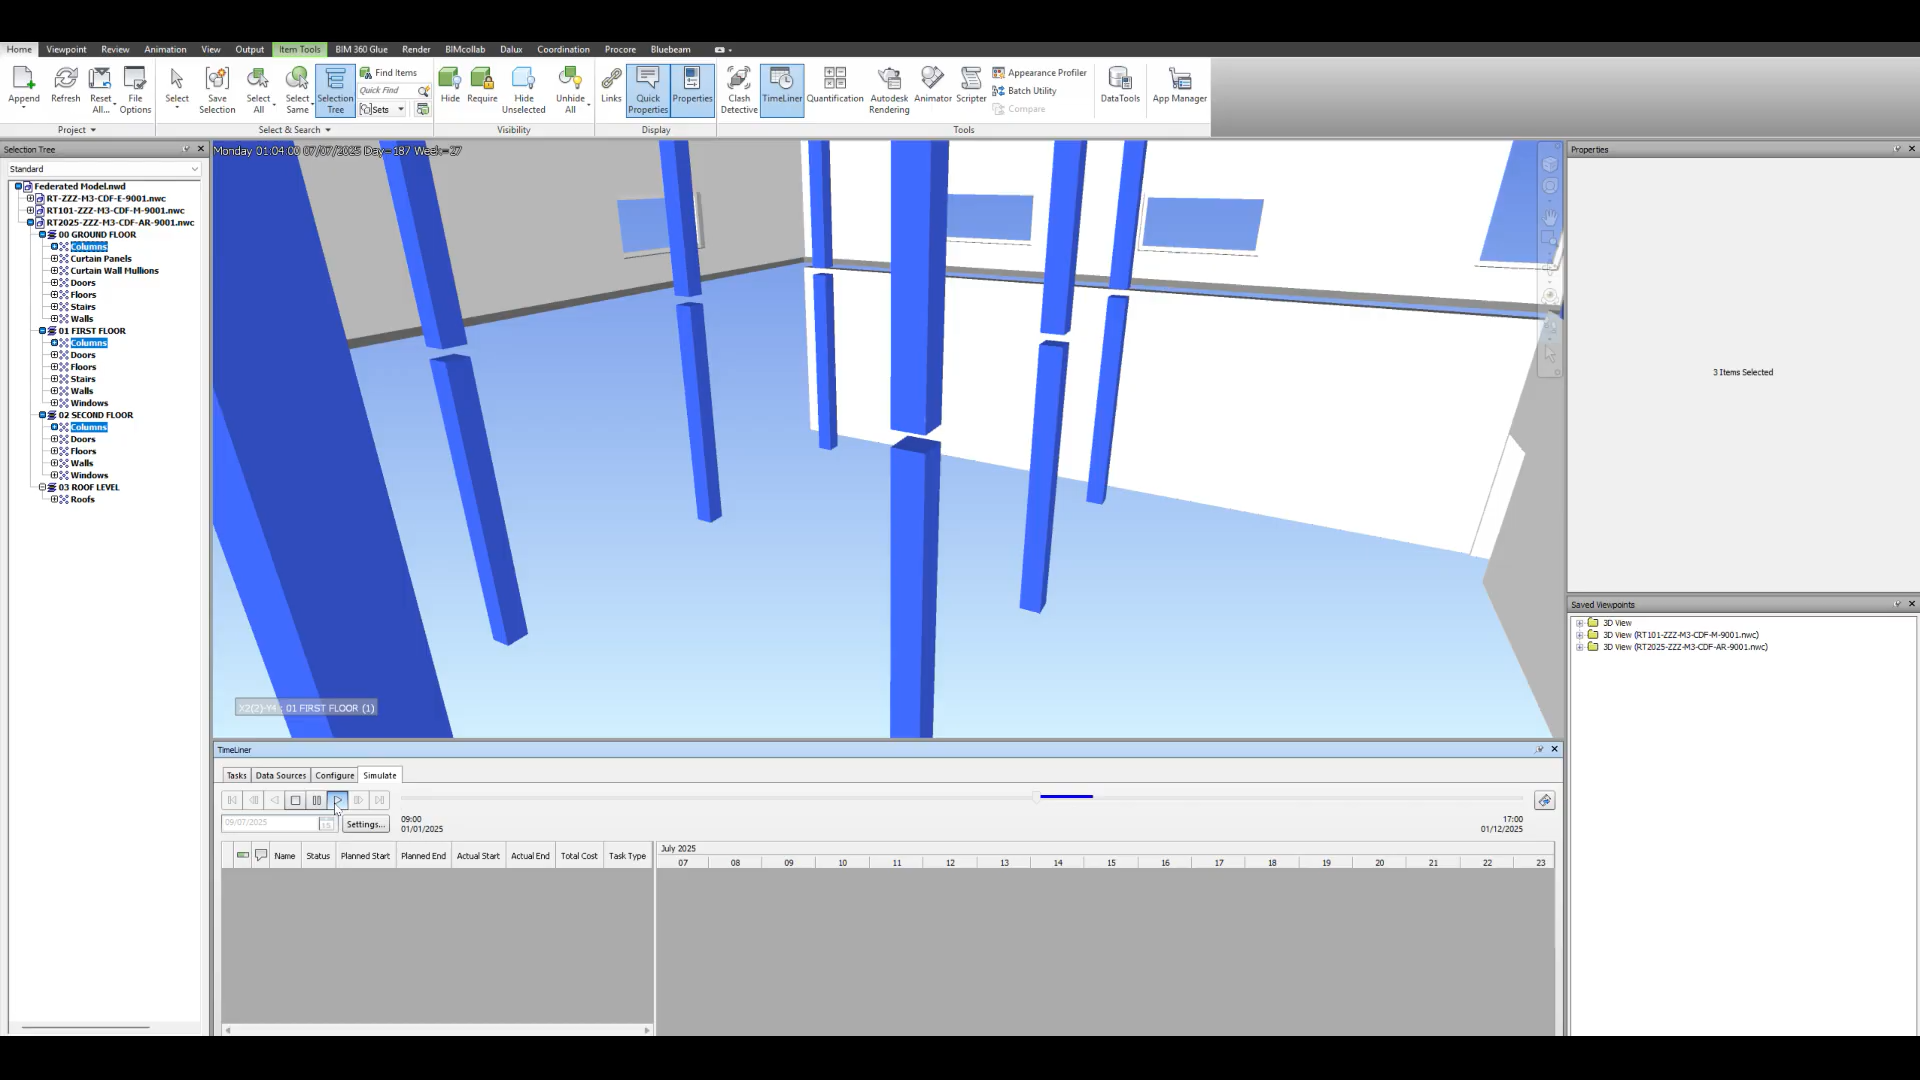 Home Viewpoint Review Animation View Output Item Tools BIM 360 Glue Render BIMcollab Dalux Coordination Procore Bluebeam
Append
Refresh
Reset All...
File Options
Project
Select
Save Selection
Select All
Select Same
Selection Tree
Find Items
Quick Find
Sets
Select & Search
Hide
Require
Hide Unselected
Unhide All
Visibility
Links
Quick Properties
Properties
Display
Clash Detective
TimeLiner
Quantification
Autodesk Rendering
Animator
Scripter
Appearance Profiler
Batch Utility
Compare
Tools
DataTools
App Manager
Selection Tree
Standard
Federated Model.nwd
RT-ZZZ-M3-CDF-E-9001.nwc
RT101-ZZZ-M3-CDF-M-9001.nwc
RT2025-ZZZ-M3-CDF-AR-9001.nwc
00 GROUND FLOOR
Columns
Curtain Panels
Curtain Wall Mullions
Doors
Floors
Stairs
Walls
01 FIRST FLOOR
Columns
Doors
Floors
Stairs
Walls
Windows
02 SECOND FLOOR
Columns
Doors
Floors
Walls
Windows
03 ROOF LEVEL
Roofs
Monday 01:04:00 07/07/2025 Day=187 Week=27
X2(2)-Y4 : 01 FIRST FLOOR (1)
Properties
3 Items Selected
Saved Viewpoints
3D View
3D View (RT101-ZZZ-M3-CDF-M-9001.nwc)
3D View (RT2025-ZZZ-M3-CDF-AR-9001.nwc)
TimeLiner
Tasks Data Sources Configure Simulate
09/07/2025
15
Settings...
09:00
01/01/2025
17:00
01/12/2025
Name Status Planned Start Planned End Actual Start Actual End Total Cost Task Type
July 2025
07 08 09 10 11 12 13 14 15 16 17 18 19 20 21 22 23